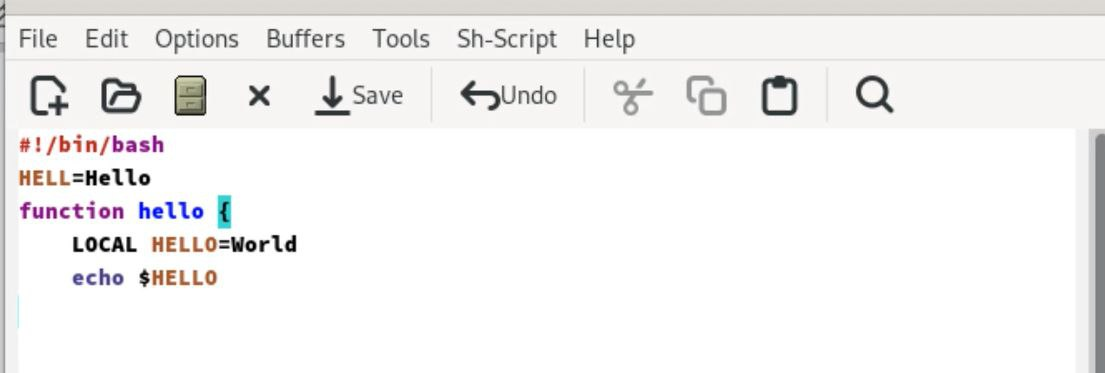 File Edit Options Buffers Tools Sh-Script Help
Save Undo
#!/bin/bash
HELL=Hello
function hello {
    LOCAL HELLO=World
    echo $HELLO